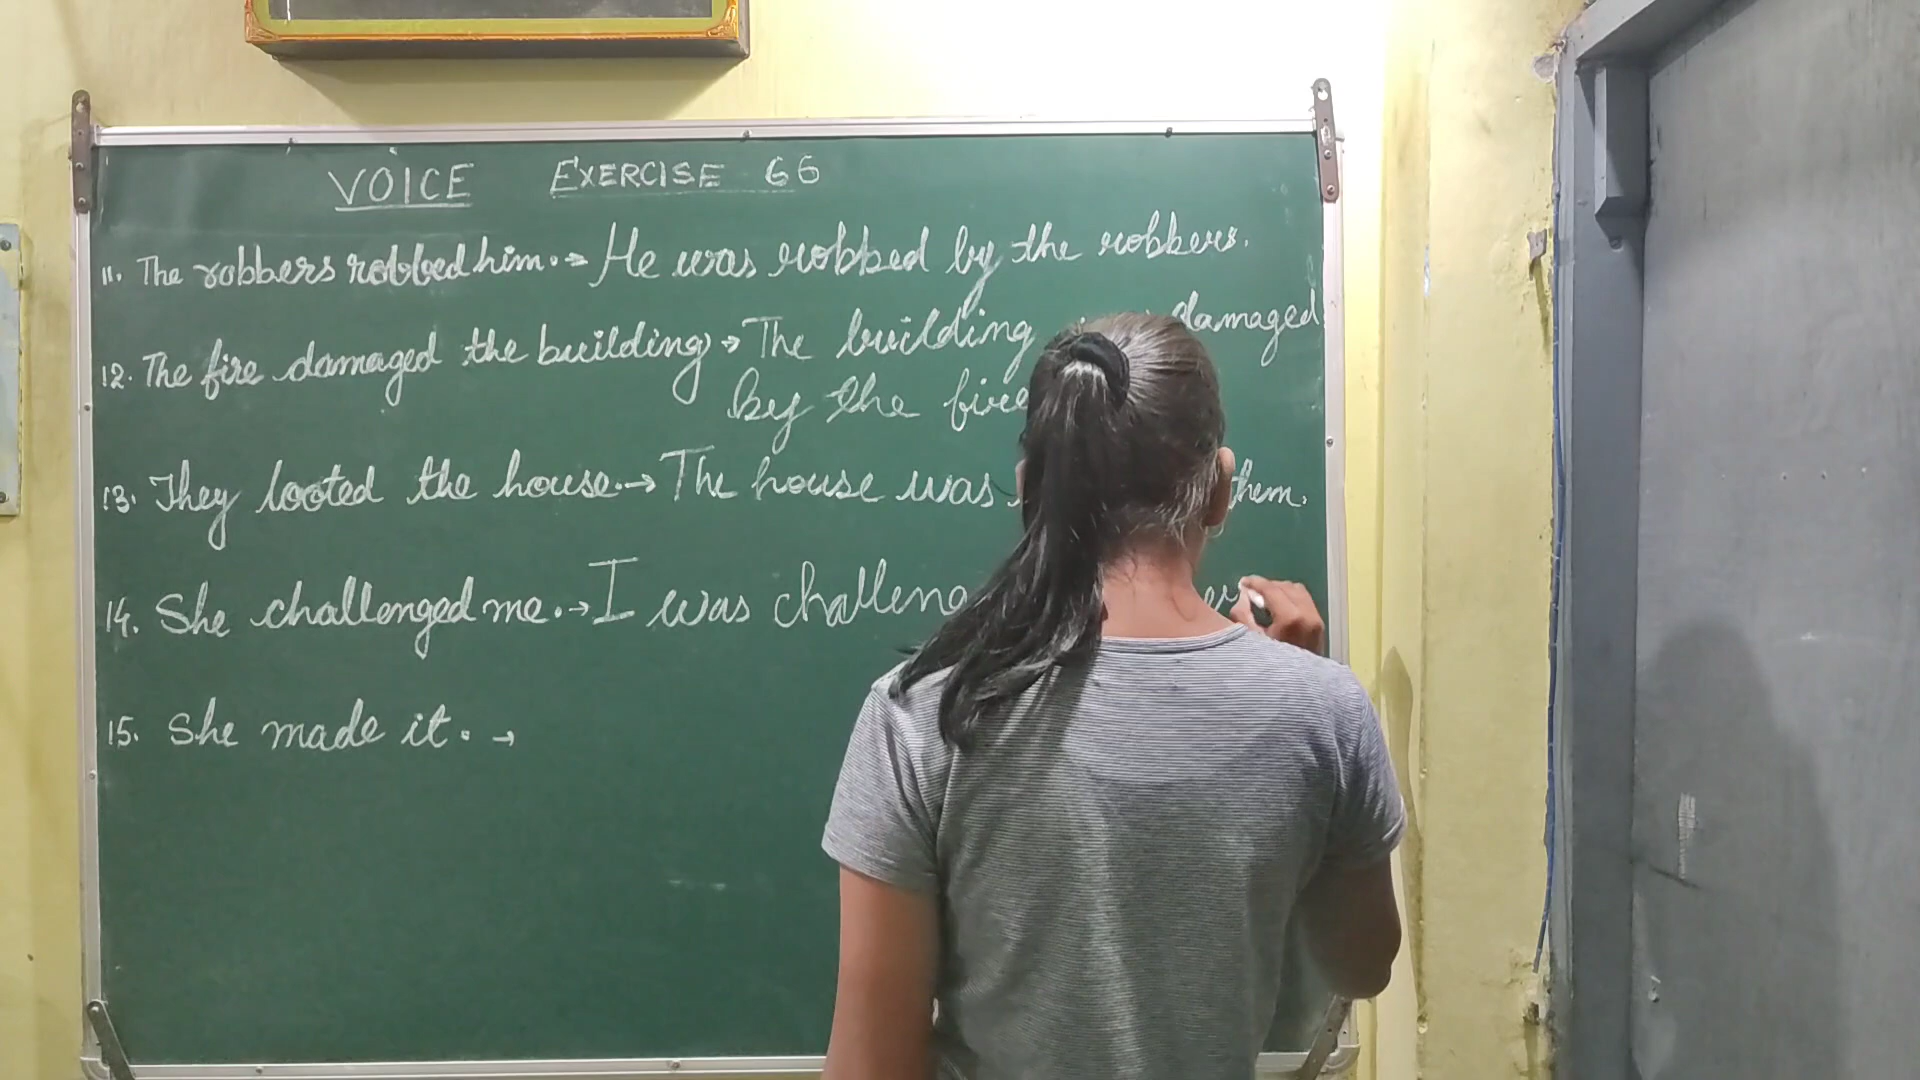 VOICE EXERCISE 66
11. The robbers robbed him. → He was robbed by the robbers.
12. The fire damaged the building → The building damaged
by the fire
13. They looted the house. → The house was them.
14. She challenged me. → I was
15. She made it. →